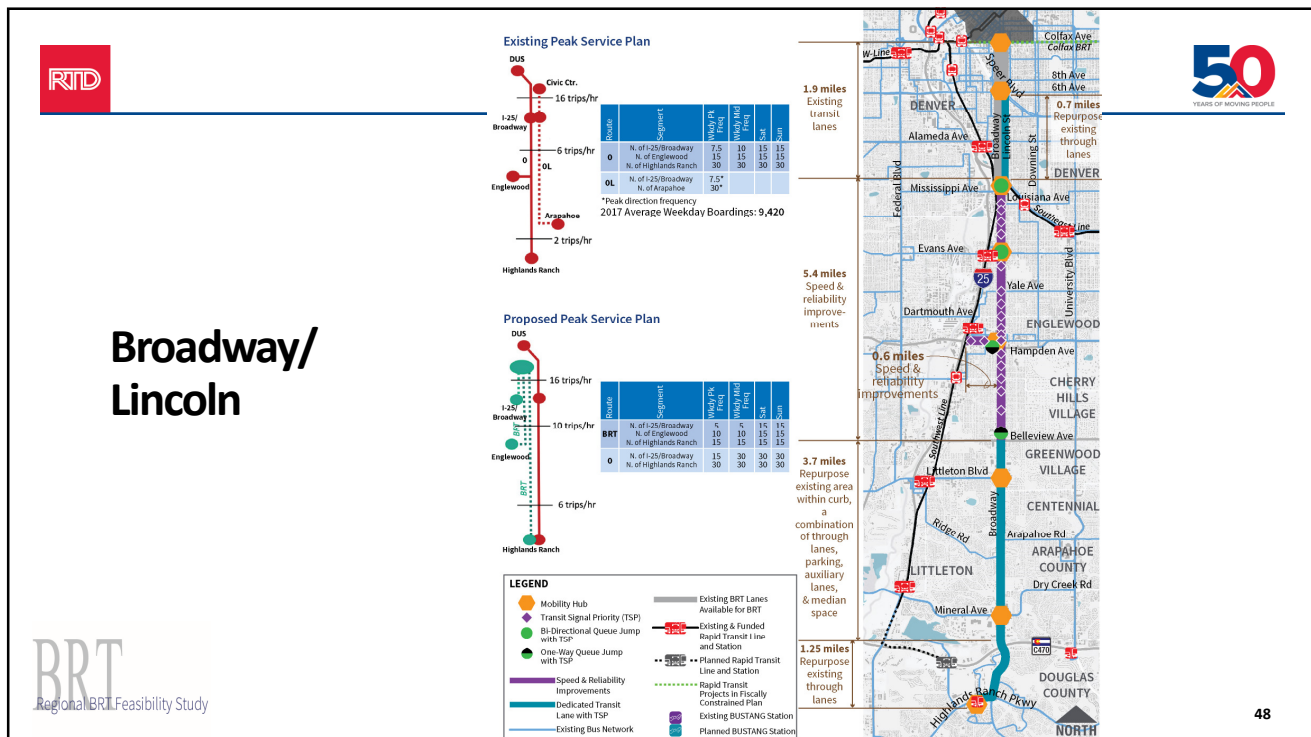 RTD
50
YEARS OF MOVING PEOPLE
Broadway/
Lincoln
Existing Peak Service Plan
DUS
Civic Ctr.
16 trips/hr
I-25/
Broadway
6 trips/hr
0
0L
Englewood
Arapahoe
2 trips/hr
Highlands Ranch
Route Segmert Wkdy Pk Freq Wkdy Mid Freq Sat Sun
0 N. of I-25/Broadway 7.5 10 15 15
N. of Englewood 15 15 15 15
N. of Highlands Ranch 30 30 30 30
0L N. of I-25/Broadway 7.5*
N. of Arapahoe 30*
*Peak direction frequency
2017 Average Weekday Boardings: 9,420
Proposed Peak Service Plan
DUS
16 trips/hr
I-25/
Broadway
BRT
10 trips/hr
Englewood
BRT
6 trips/hr
Highlands Ranch
Route Segment Wkdy Pk Freq Wkdy Mid Freq Sat Sun
BRT N. of I-25/Broadway 5 5 15 15
N. of Englewood 10 10 15 15
N. of Highlands Ranch 15 15 15 15
0 N. of I-25/Broadway 15 30 30 30
N. of Highlands Ranch 30 30 30 30
LEGEND
Mobility Hub
Transit Signal Priority (TSP)
Bi-Directional Queue Jump
with TSP
One-Way Queue Jump
with TSP
Speed & Reliability
Improvements
Dedicated Transit
Lane with TSP
Existing Bus Network
Existing BRT Lanes
Available for BRT
Existing & Funded
Rapid Transit Line
and Station
Planned Rapid Transit
Line and Station
Rapid Transit
Projects in Fiscally
Constrained Plan
Existing BUSTANG Station
Planned BUSTANG Station
1.9 miles
Existing
transit
lanes
5.4 miles
Speed &
reliability
improve-
ments
3.7 miles
Repurpose
existing area
within curb,
a
combination
of through
lanes,
parking,
auxiliary
lanes,
& median
space
1.25 miles
Repurpose
existing
through
lanes
0.7 miles
Repurpose
existing
through
lanes
0.6 miles
Speed &
reliability
improvements
Colfax Ave
Colfax BRT
W-Line
Speer Blvd
8th Ave
6th Ave
DENVER
Alameda Ave
Broadway
Lincoln St
Downing St
DENVER
Federal Blvd
Mississippi Ave
Louisiana Ave
Southeast Line
Evans Ave
25
Yale Ave
University Blvd
Dartmouth Ave
ENGLEWOOD
Hampden Ave
CHERRY
HILLS
VILLAGE
Southwest Line
Belleview Ave
GREENWOOD
VILLAGE
Littleton Blvd
CENTENNIAL
Broadway
Ridge Rd
Arapahoe Rd
ARAPAHOE
COUNTY
LITTLETON
Dry Creek Rd
Mineral Ave
C470
DOUGLAS
COUNTY
Highlands Ranch Pkwy
NORTH
BRT
Regional BRT Feasibility Study
48